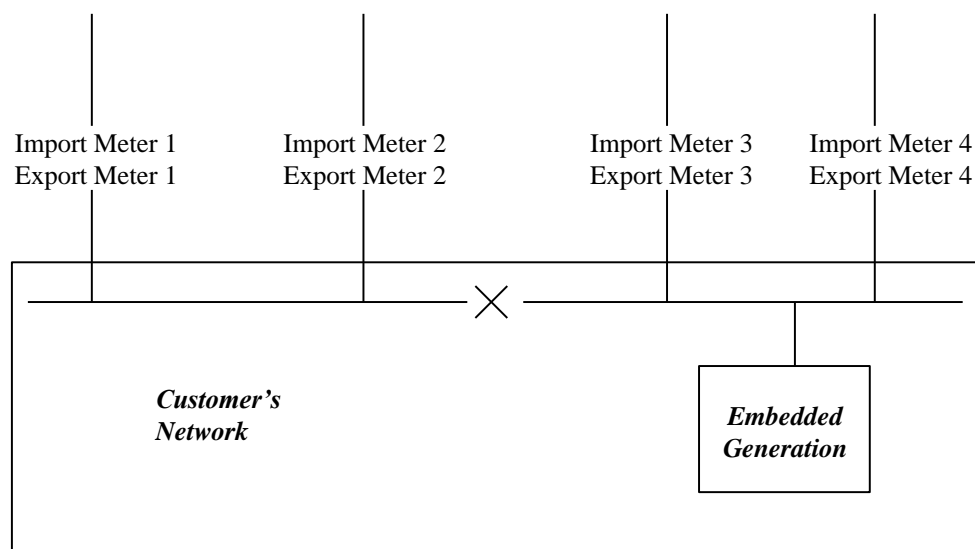 Import Meter 1
Export Meter 1
Import Meter 2
Export Meter 2
Import Meter 3
Export Meter 3
Import Meter 4
Export Meter 4
Customer’s
Network
Embedded
Generation